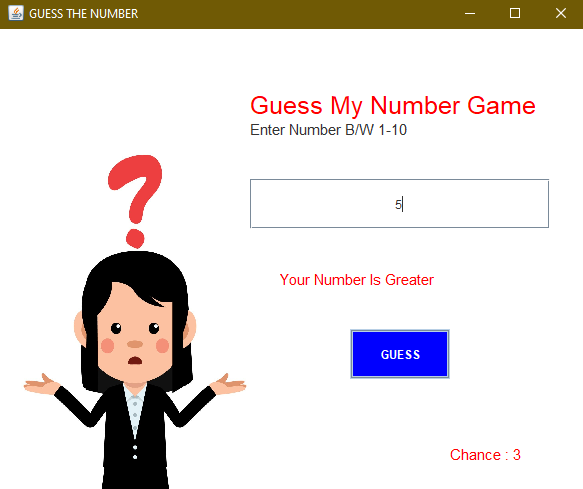 GUESS THE NUMBER
Guess My Number Game
Enter Number B/W 1-10
5
Your Number Is Greater
GUESS
Chance : 3